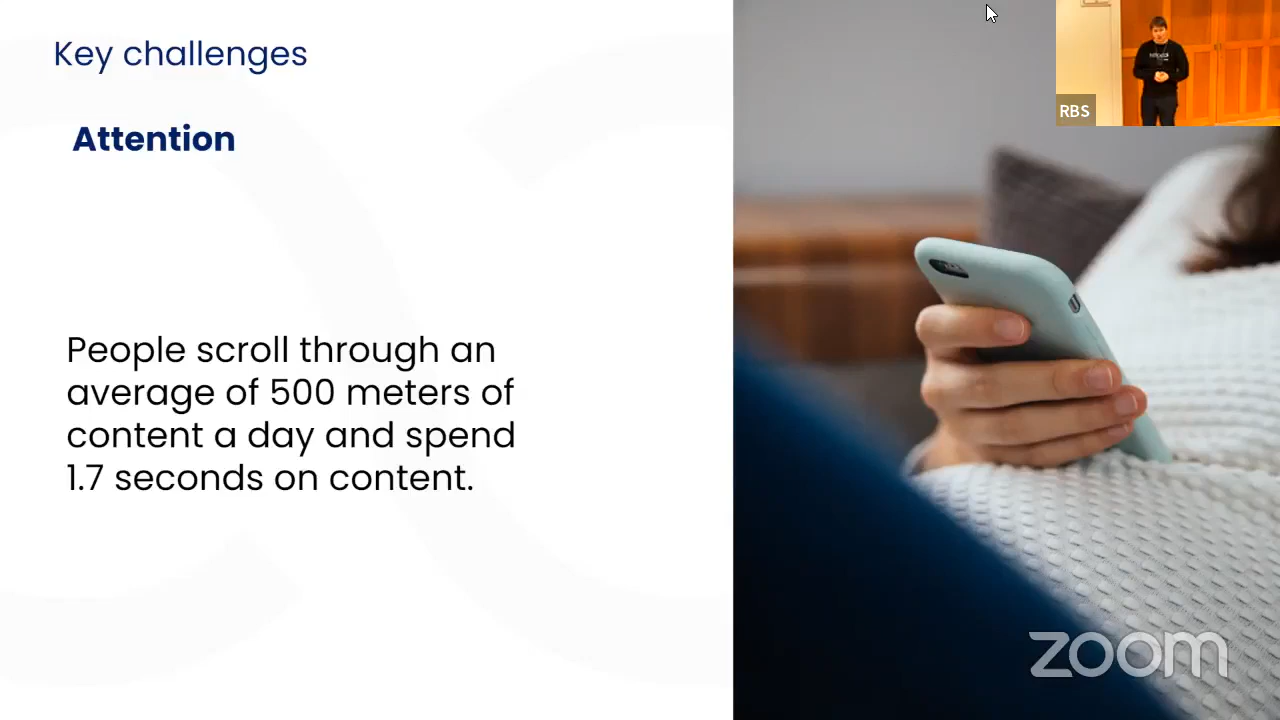 Key challenges
Attention
People scroll through an
average of 500 meters of
content a day and spend
1.7 seconds on content.
RBS
zoom